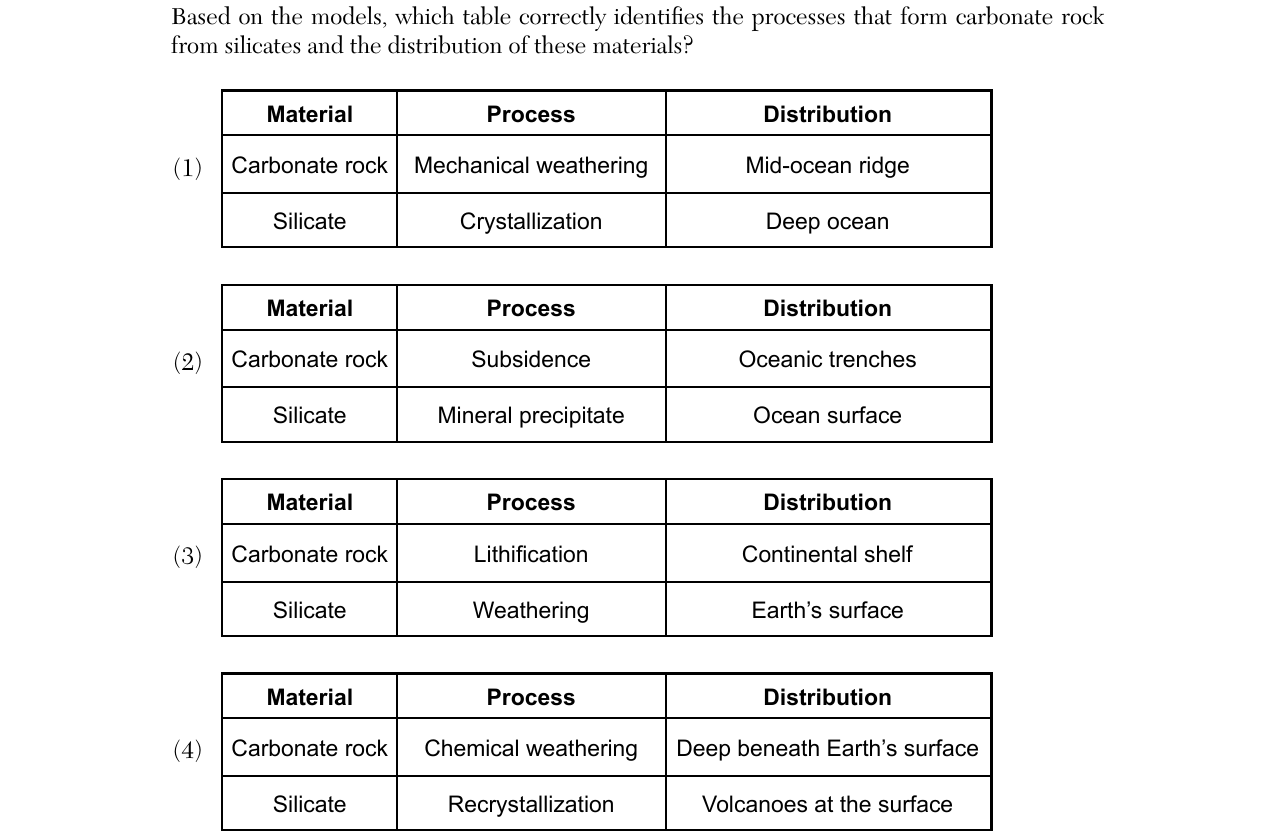 Based on the models, which table correctly identifies the processes that form carbonate rock
from silicates and the distribution of these materials?
Material Process Distribution
(1) Carbonate rock Mechanical weathering Mid-ocean ridge
Silicate Crystallization Deep ocean
Material Process Distribution
(2) Carbonate rock Subsidence Oceanic trenches
Silicate Mineral precipitate Ocean surface
Material Process Distribution
(3) Carbonate rock Lithification Continental shelf
Silicate Weathering Earth’s surface
Material Process Distribution
(4) Carbonate rock Chemical weathering Deep beneath Earth’s surface
Silicate Recrystallization Volcanoes at the surface